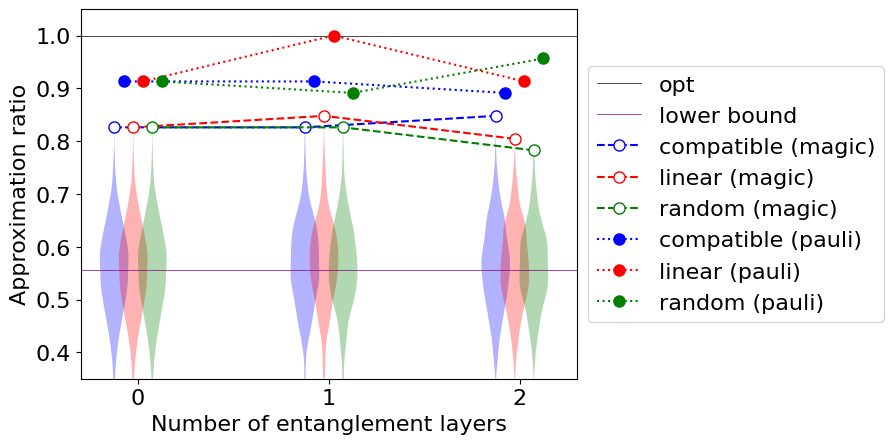 1.0
0.9
0.8
0.7
0.6
0.5
0.4
Approximation ratio
0
1
2
Number of entanglement layers
opt
lower bound
compatible (magic)
linear (magic)
random (magic)
compatible (pauli)
linear (pauli)
random (pauli)